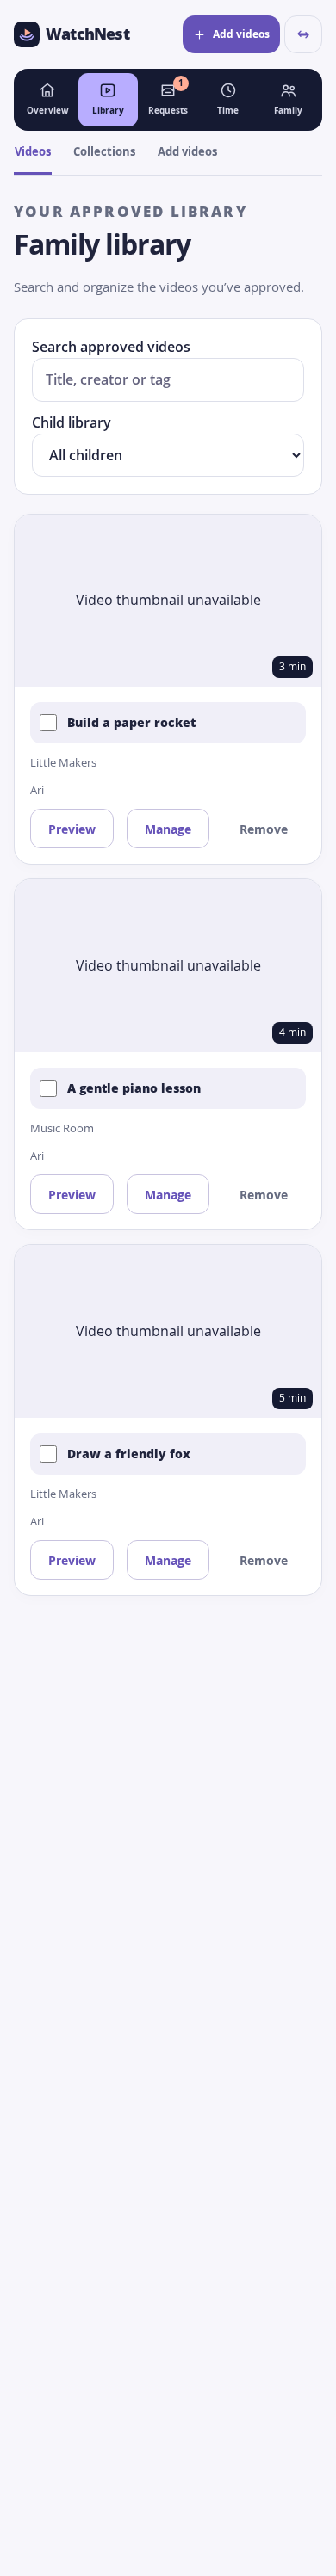 WatchNest
Add videos
Overview
Library
1
Requests
Time
Family
Videos
Collections
Add videos
YOUR APPROVED LIBRARY
Family library
Search and organize the videos you’ve approved.
Search approved videos
Title, creator or tag
Child library
All children
Video thumbnail unavailable
3 min
Build a paper rocket
Little Makers
Ari
Preview
Manage
Remove
Video thumbnail unavailable
4 min
A gentle piano lesson
Music Room
Ari
Preview
Manage
Remove
Video thumbnail unavailable
5 min
Draw a friendly fox
Little Makers
Ari
Preview
Manage
Remove